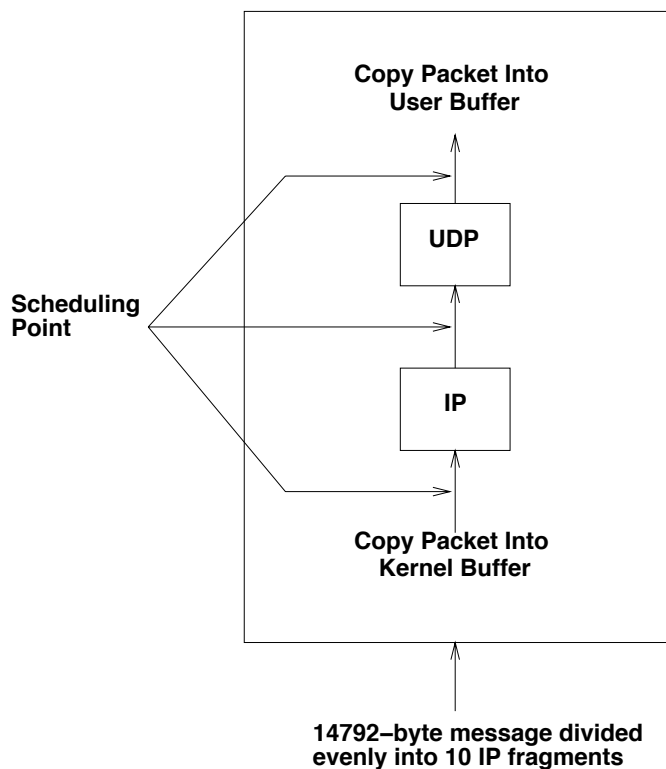 Copy Packet Into
User Buffer
UDP
Scheduling
Point
IP
Copy Packet Into
Kernel Buffer
14792–byte message divided
evenly into 10 IP fragments